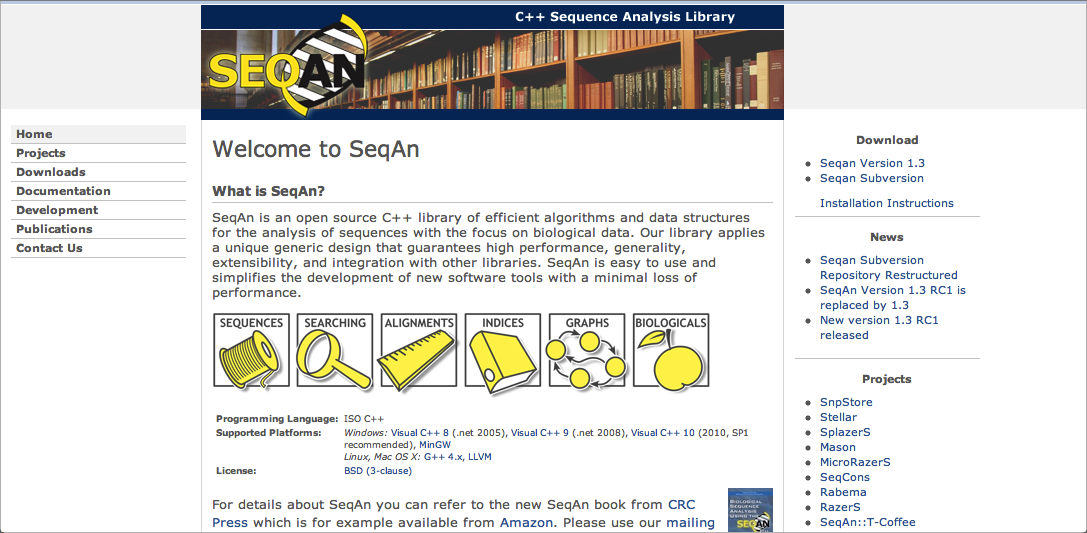 C++ Sequence Analysis Library
SEQAN
Home
Projects
Downloads
Documentation
Development
Publications
Contact Us
Welcome to SeqAn
What is SeqAn?
SeqAn is an open source C++ library of efficient algorithms and data structures
for the analysis of sequences with the focus on biological data. Our library applies
a unique generic design that guarantees high performance, generality,
extensibility, and integration with other libraries. SeqAn is easy to use and
simplifies the development of new software tools with a minimal loss of
performance.
SEQUENCES
SEARCHING
ALIGNMENTS
INDICES
GRAPHS
BIOLOGICALS
Programming Language: ISO C++
Supported Platforms: Windows: Visual C++ 8 (.net 2005), Visual C++ 9 (.net 2008), Visual C++ 10 (2010, SP1
recommended), MinGW
Linux, Mac OS X: G++ 4.x, LLVM
License: BSD (3-clause)
For details about SeqAn you can refer to the new SeqAn book from CRC
Press which is for example available from Amazon. Please use our mailing
BIOLOGICAL
SEQUENCE ANALYSIS
USING THE
SEQAN
Download
Seqan Version 1.3
Seqan Subversion
Installation Instructions
News
Seqan Subversion
Repository Restructured
SeqAn Version 1.3 RC1 is
replaced by 1.3
New version 1.3 RC1
released
Projects
SnpStore
Stellar
SplazerS
Mason
MicroRazerS
SeqCons
Rabema
RazerS
SeqAn::T-Coffee